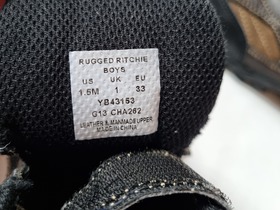 RUGGED RITCHIE
BOYS
US UK EU
1.5M 1 33
YB43153
G13 CHA262
LEATHER & MANMADE UPPER
MADE IN CHINA